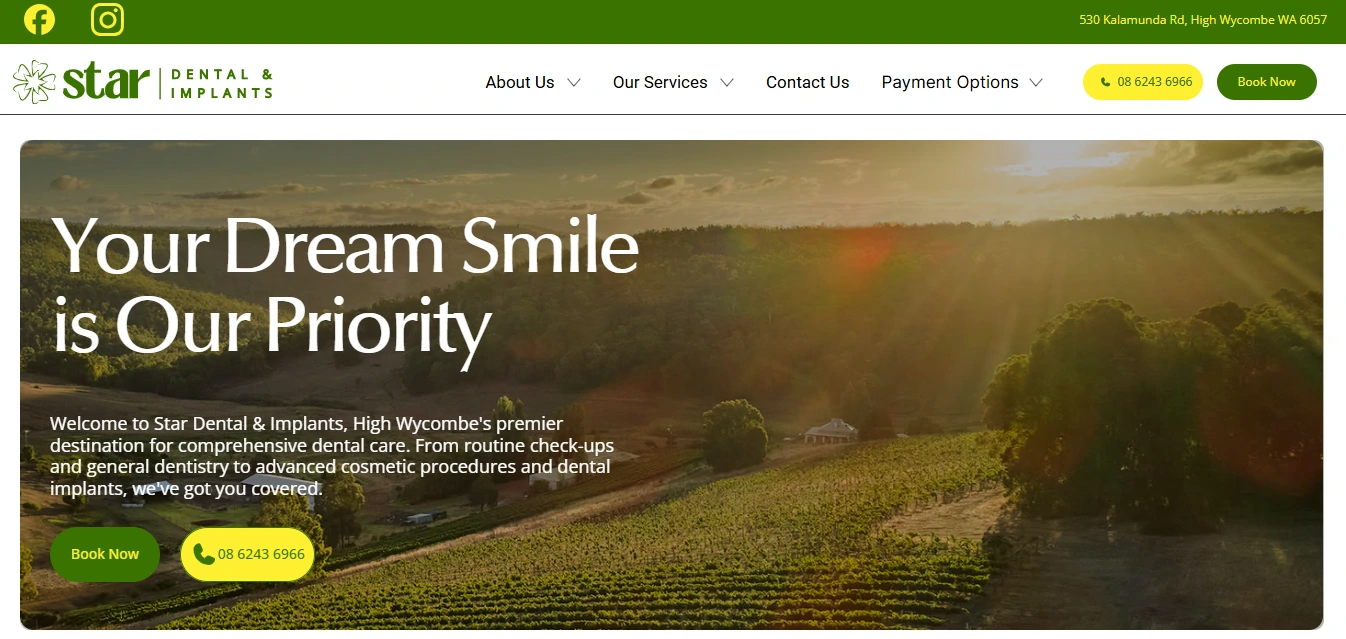 530 Kalamunda Rd, High Wycombe WA 6057
star
DENTAL &
IMPLANTS
About Us
Our Services
Contact Us
Payment Options
08 6243 6966
Book Now
Your Dream Smile
is Our Priority
Welcome to Star Dental & Implants, High Wycombe's premier
destination for comprehensive dental care. From routine check-ups
and general dentistry to advanced cosmetic procedures and dental
implants, we've got you covered.
Book Now
08 6243 6966